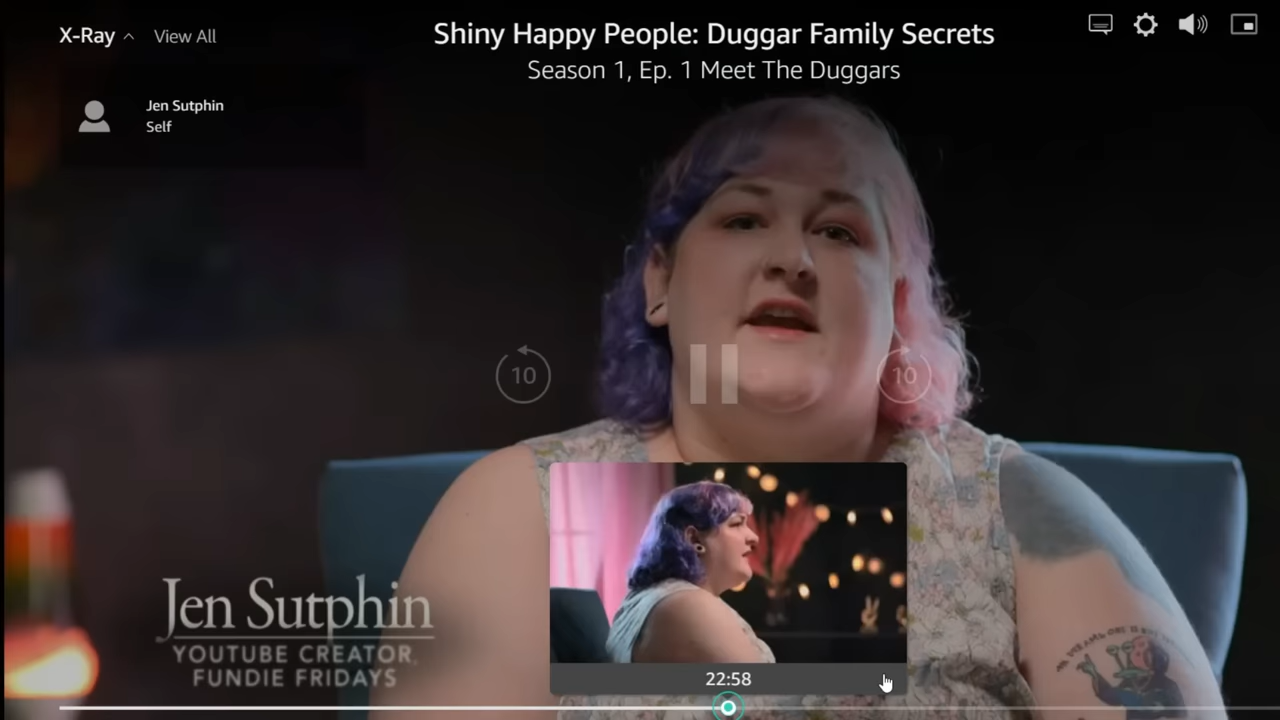 X-Ray View All
Shiny Happy People: Duggar Family Secrets
Season 1, Ep. 1 Meet The Duggars
Jen Sutphin
Self
10 10
Jen Sutphin
YOUTUBE CREATOR,
FUNDIE FRIDAYS
22:58